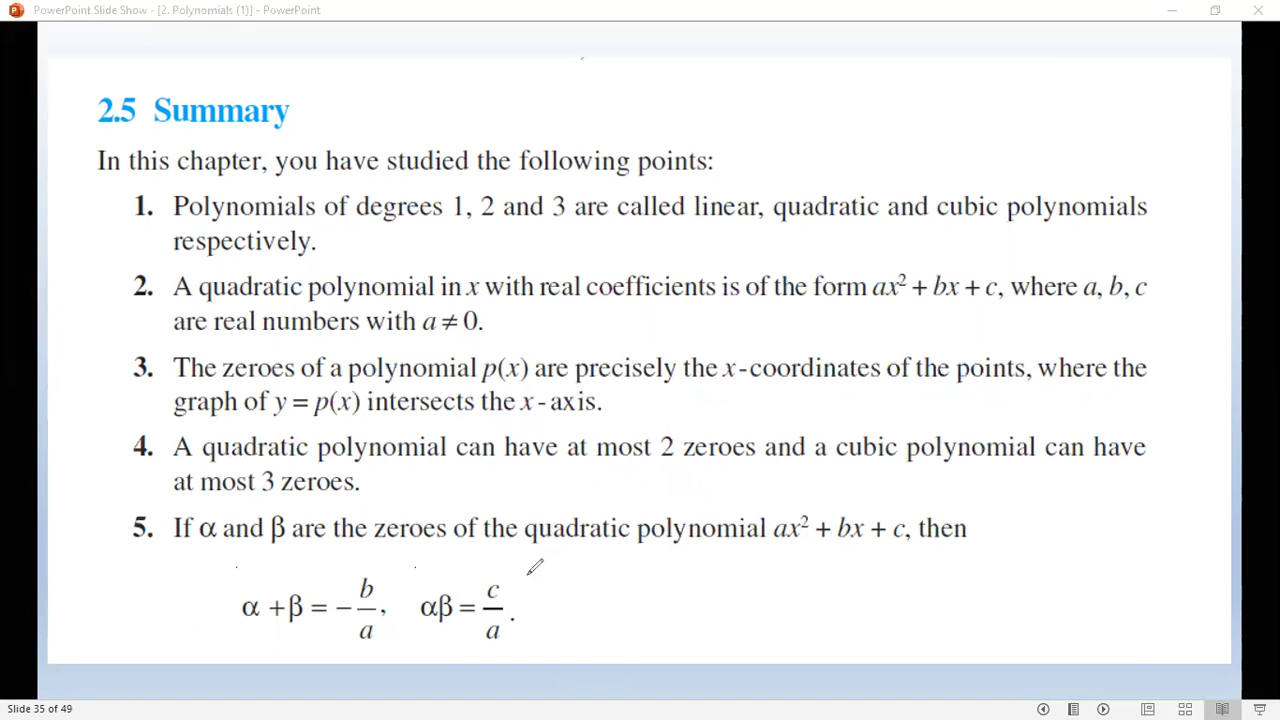 PowerPoint Slide Show - [2. Polynomials (1)] - PowerPoint
2.5 Summary
In this chapter, you have studied the following points:
1. Polynomials of degrees 1, 2 and 3 are called linear, quadratic and cubic polynomials
respectively.
2. A quadratic polynomial in x with real coefficients is of the form ax² + bx + c, where a, b, c
are real numbers with a ≠ 0.
3. The zeroes of a polynomial p(x) are precisely the x-coordinates of the points, where the
graph of y = p(x) intersects the x-axis.
4. A quadratic polynomial can have at most 2 zeroes and a cubic polynomial can have
at most 3 zeroes.
5. If α and β are the zeroes of the quadratic polynomial ax² + bx + c, then
α + β = −b/a, αβ = c/a.
Slide 35 of 49